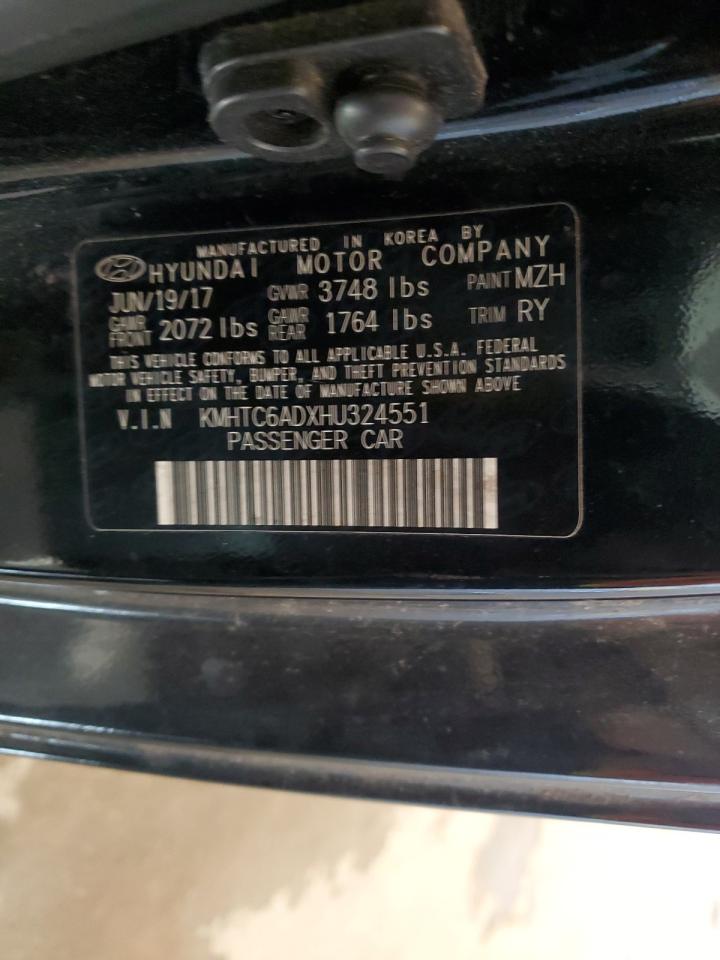 MANUFACTURED IN KOREA BY
HYUNDAI MOTOR COMPANY
JUN/19/17 GVWR 3748 lbs PAINT MZH
GAWR FRONT 2072 lbs GAWR REAR 1764 lbs TRIM RY
THIS VEHICLE CONFORMS TO ALL APPLICABLE U.S.A. FEDERAL
MOTOR VEHICLE SAFETY, BUMPER, AND THEFT PREVENTION STANDARDS
IN EFFECT ON THE DATE OF MANUFACTURE SHOWN ABOVE
V.I.N KMHTC6ADXHU324551
PASSENGER CAR